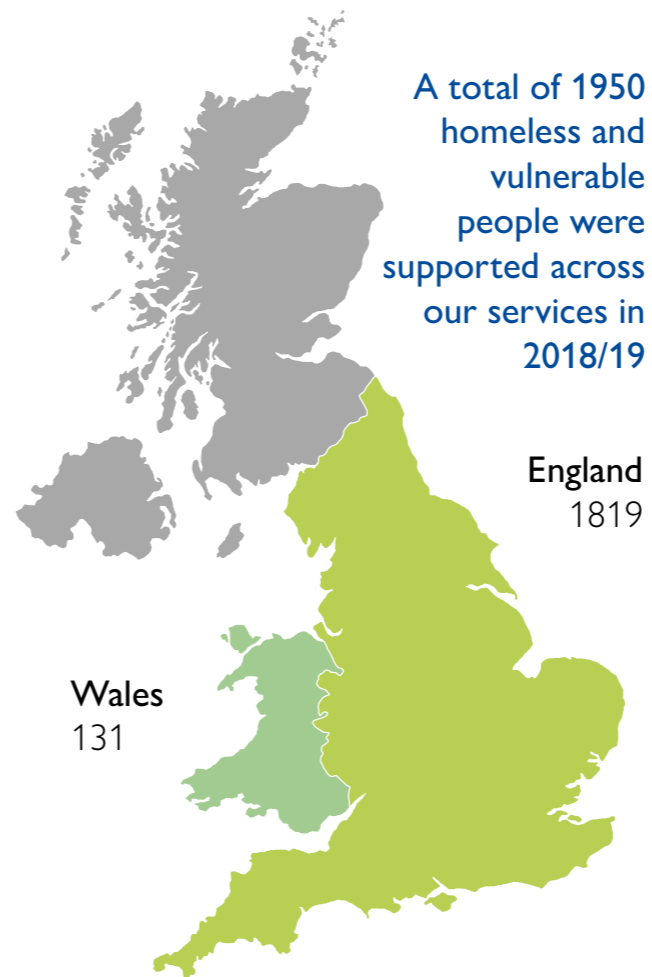 A total of 1950
homeless and
vulnerable
people were
supported across
our services in
2018/19
England
1819
Wales
131